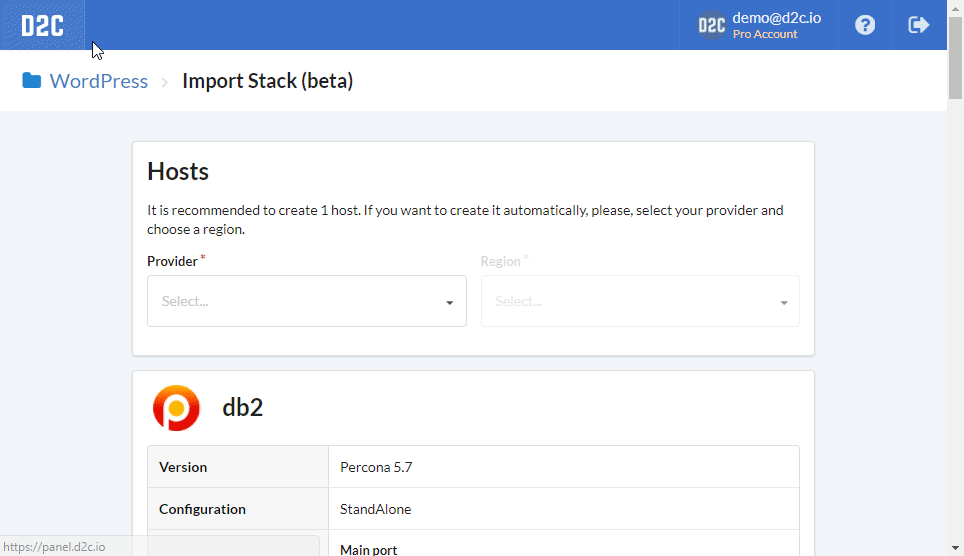 D2C
D2C demo@d2c.io
Pro Account
?
WordPress > Import Stack (beta)
Hosts
It is recommended to create 1 host. If you want to create it automatically, please, select your provider and
choose a region.
Provider * Region *
Select... Select...
db2
Version Percona 5.7
Configuration StandAlone
Main port
https://panel.d2c.io